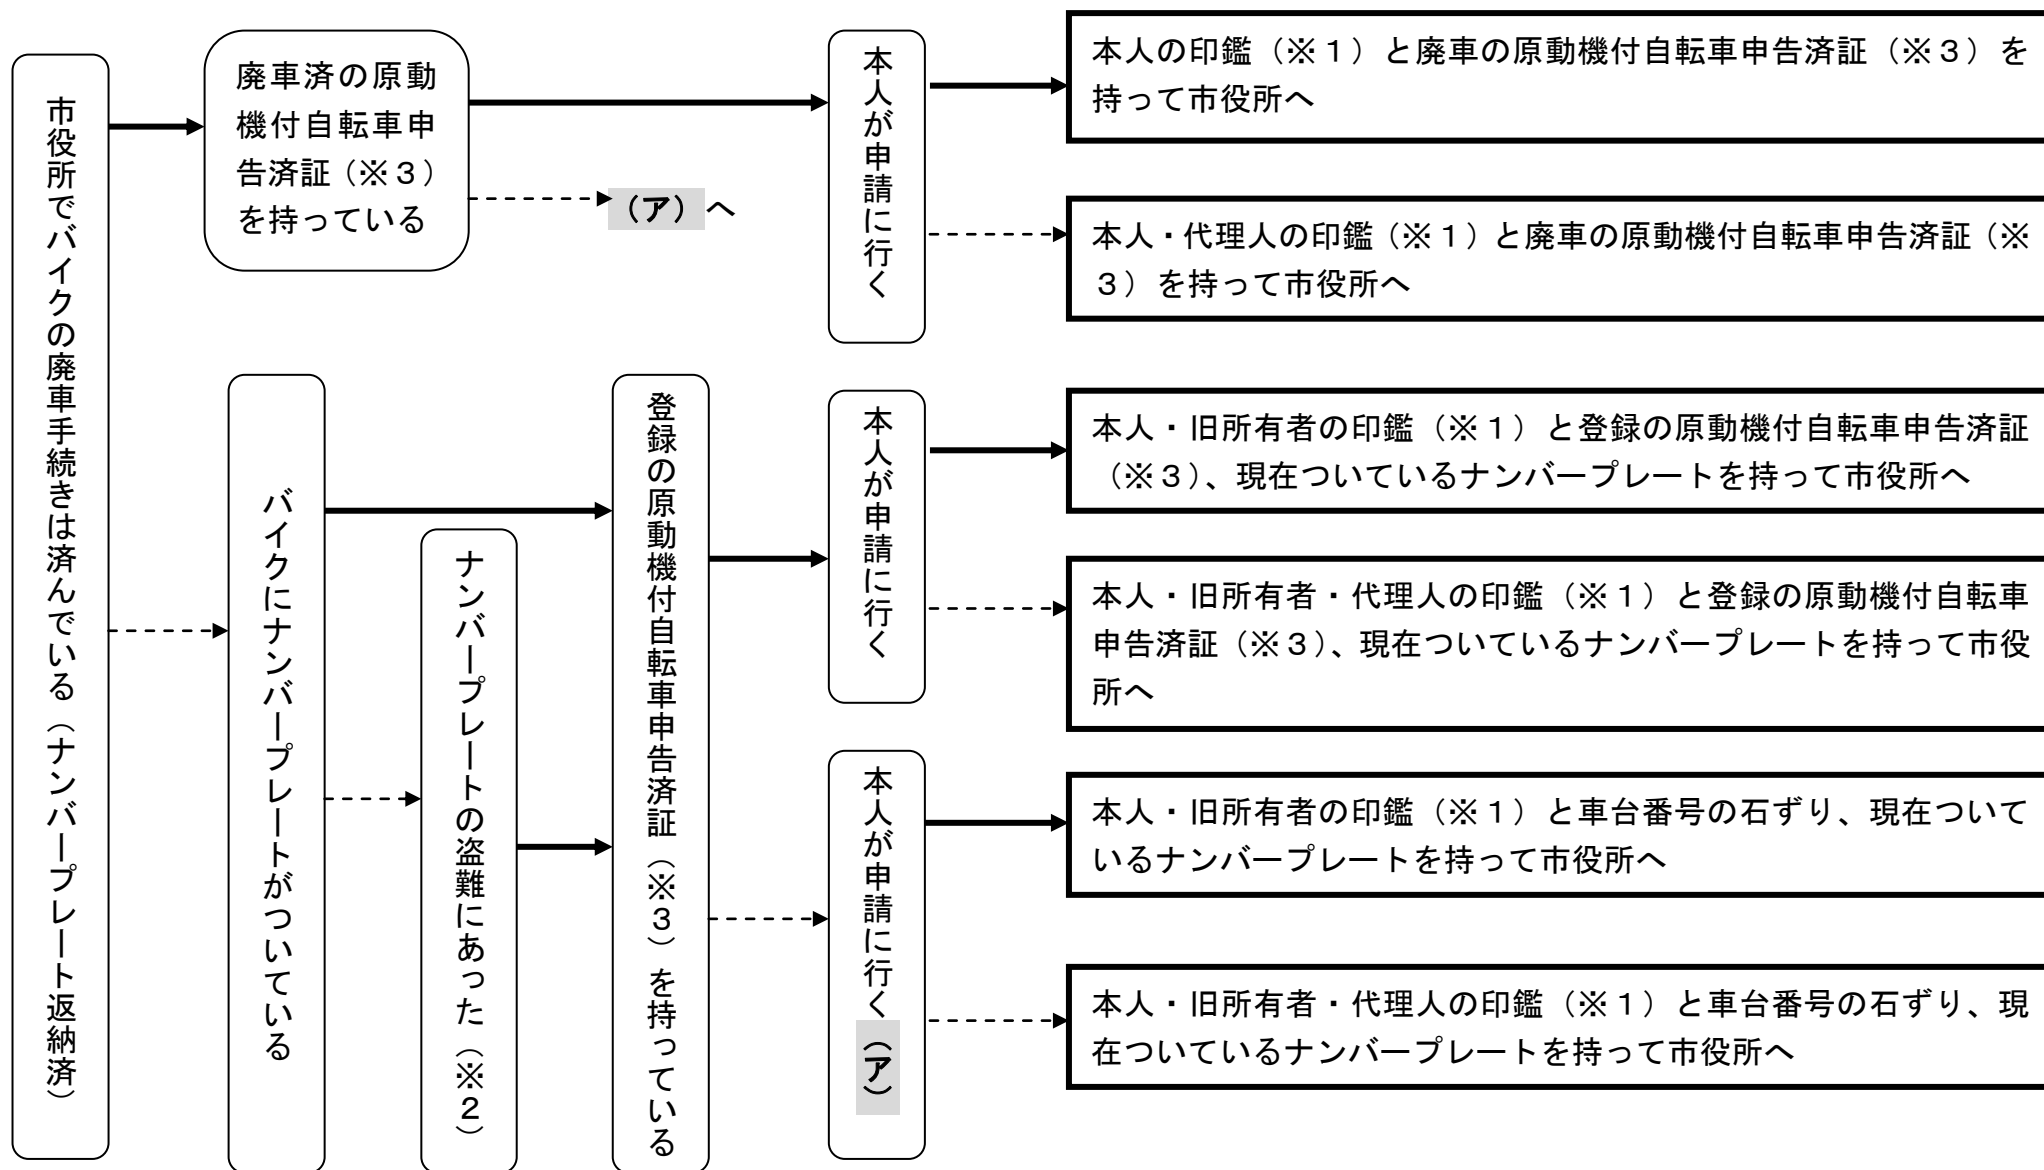 市役所でバイクの廃車手続きは済んでいる（ナンバープレート返納済）
廃車済の原動
機付自転車申
告済証（※３）
を持っている
（ア）へ
本人が申請に行く
本人の印鑑（※１）と廃車の原動機付自転車申告済証（※３）を
持って市役所へ
本人・代理人の印鑑（※１）と廃車の原動機付自転車申告済証（※
３）を持って市役所へ
バイクにナンバープレートがついている
ナンバープレートの盗難にあった（※２）
登録の原動機付自転車申告済証（※３）を持っている
本人が申請に行く
本人・旧所有者の印鑑（※１）と登録の原動機付自転車申告済証
（※３）、現在ついているナンバープレートを持って市役所へ
本人・旧所有者・代理人の印鑑（※１）と登録の原動機付自転車
申告済証（※３）、現在ついているナンバープレートを持って市役
所へ
本人が申請に行く（ア）
本人・旧所有者の印鑑（※１）と車台番号の石ずり、現在ついて
いるナンバープレートを持って市役所へ
本人・旧所有者・代理人の印鑑（※１）と車台番号の石ずり、現
在ついているナンバープレートを持って市役所へ